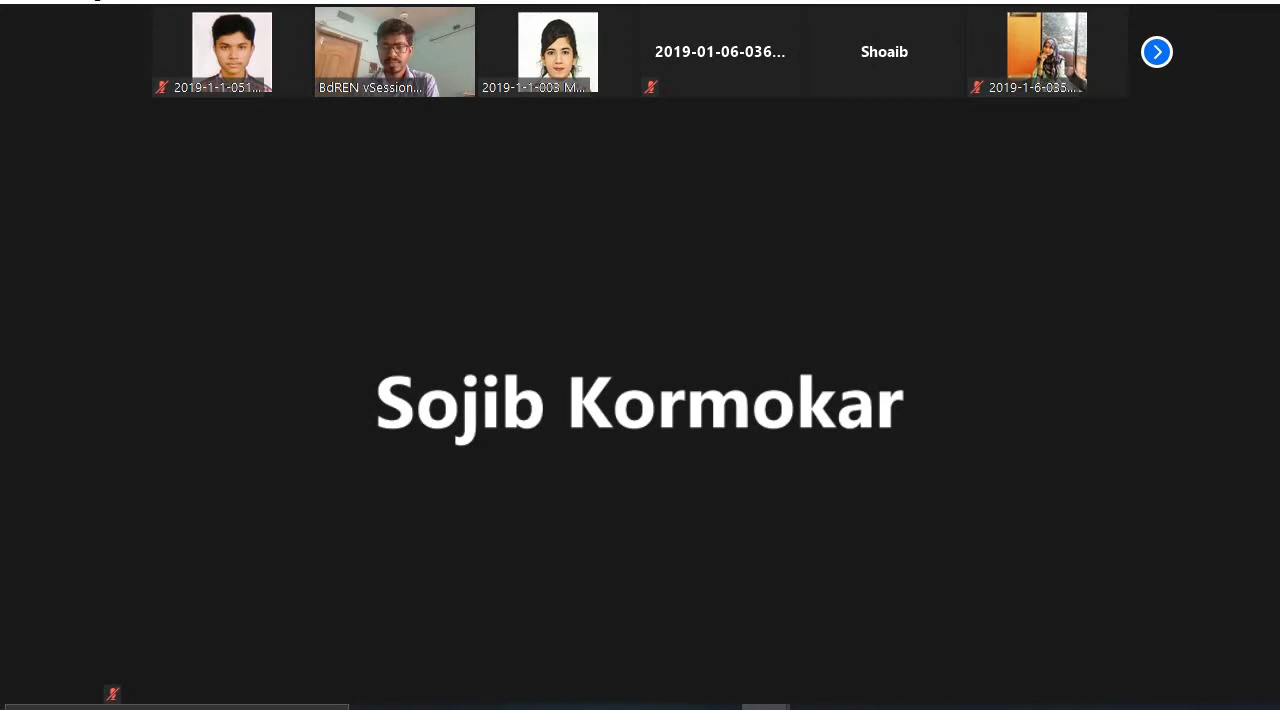 2019-1-1-051...
BdREN vSession...
2019-1-1-003 M...
2019-01-06-036...
Shoaib
2019-1-6-035...
Sojib Kormokar